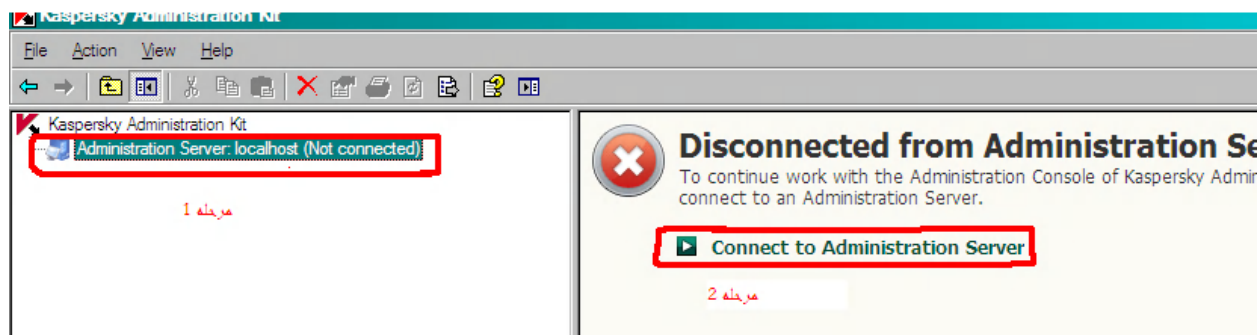 Kaspersky Administration Kit
File Action View Help
Kaspersky Administration Kit
Administration Server: localhost (Not connected)
مرحله 1
Disconnected from Administration Se
To continue work with the Administration Console of Kaspersky Admir
connect to an Administration Server.
Connect to Administration Server
مرحله 2